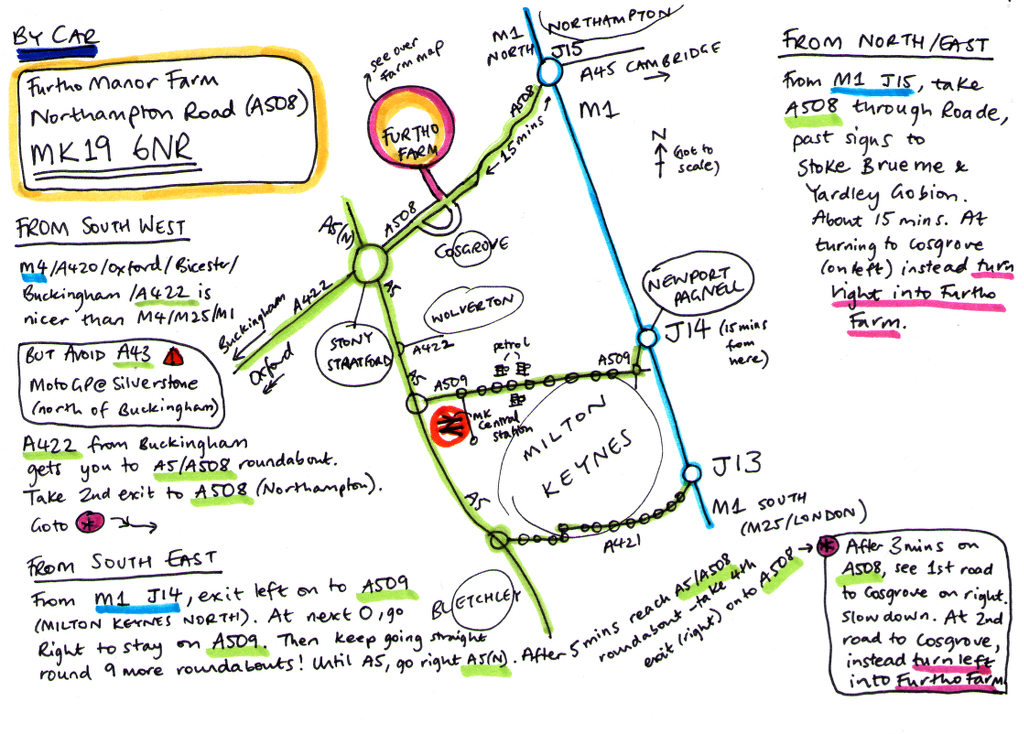 BY CAR
Furtho Manor Farm
Northampton Road (A508)
MK19 6NR
FROM SOUTH WEST
M4/A420/Oxford/Bicester/
Buckingham/A422 is
nicer than M4/M25/M1
BUT AVOID A43
MotoGP@Silverstone
(north of Buckingham)
A422 from Buckingham
gets you to A5/A508 roundabout.
Take 2nd exit to A508 (Northampton).
Goto *
FROM SOUTH EAST
From M1 J14, exit left on to A509
(MILTON KEYNES NORTH). At next O, go
Right to stay on A509. Then keep going straight
round 9 more roundabouts! Until A5, go right A5(N). After 5 mins reach A5/A508
roundabout - take 4th
exit (right) onto A508 → *
After 3mins on
A508, see 1st road
to Cosgrove on right.
Slow down. At 2nd
road to Cosgrove,
instead turn left
into Furtho Farm
see over
Farm map
FURTHO
FARM
M1
NORTH
NORTHAMPTON
J15
A45 CAMBRIDGE
M1
A508
15 mins
N
(not to
scale)
A5(N)
A508
COSGROVE
Buckingham
A422
Oxford
STONY
STRATFORD
A5
WOLVERTON
A422
A5
A509
petrol
A509
MK
Central
Station
NEWPORT
PAGNELL
J14 (15 mins
from here)
MILTON
KEYNES
J13
M1 SOUTH
(M25/LONDON)
A5
A421
BLETCHLEY
FROM NORTH/EAST
From M1 J15, take
A508 through Roade,
past signs to
Stoke Brueme &
Yardley Gobion.
About 15 mins. At
turning to Cosgrove
(on left) instead turn
right into Furtho
Farm.